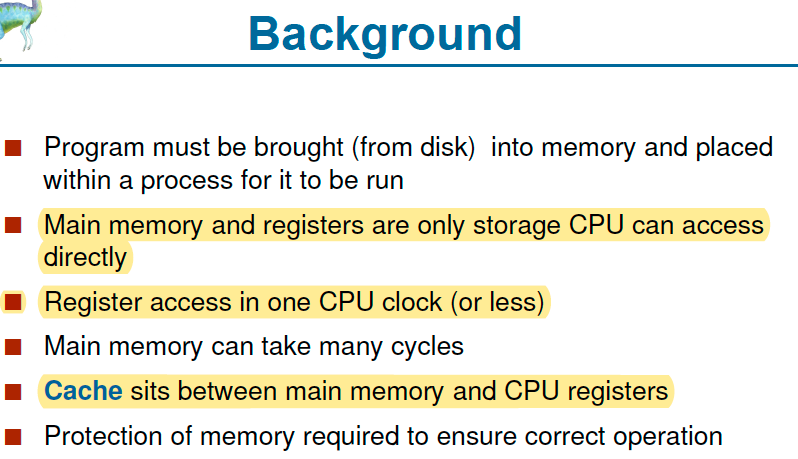 Background
Program must be brought (from disk)  into memory and placed
within a process for it to be run
Main memory and registers are only storage CPU can access
directly
Register access in one CPU clock (or less)
Main memory can take many cycles
Cache sits between main memory and CPU registers
Protection of memory required to ensure correct operation